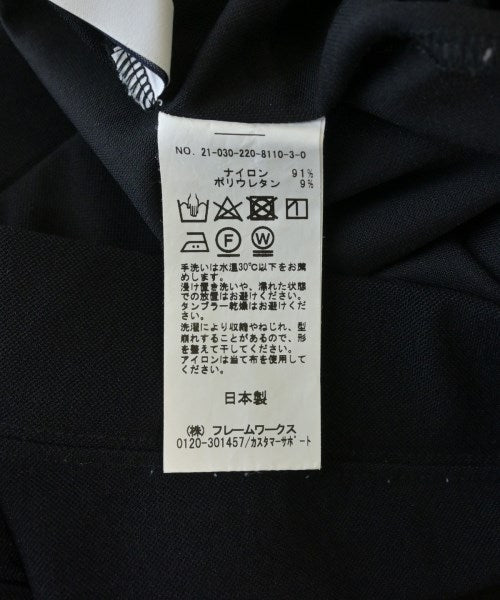 NO. 21-030-220-8110-3-0
ナイロン 91%
ポリウレタン 9%
F W
手洗いは水温30℃以下をお薦
めします。
浸け置き洗いや、濡れた状態
での放置はお避けください。
タンブラー乾燥はお避けくだ
さい。
洗濯により収縮やねじれ、型
崩れすることがあるので、形
を整えて干してください。
アイロンは当て布を使用して
ください。
日本製
(株) フレームワークス
0120-301457/カスタマーサポート